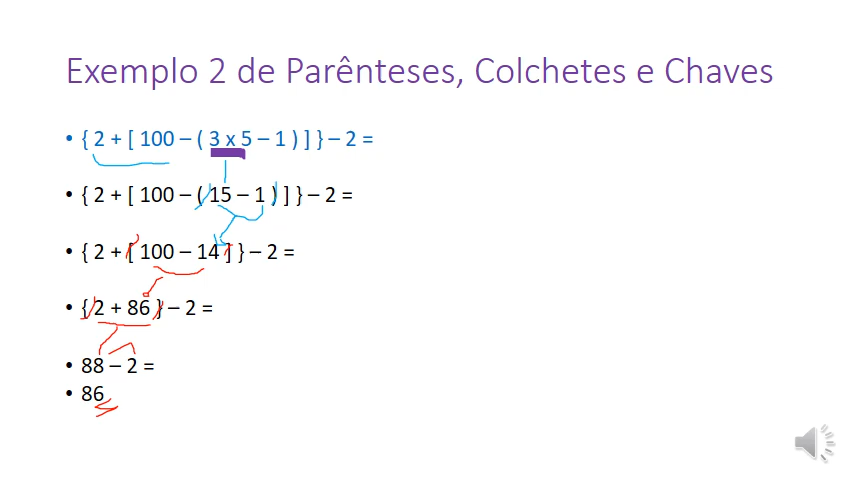 Exemplo 2 de Parênteses, Colchetes e Chaves
• { 2 + [ 100 – ( 3 x 5 – 1 ) ] } – 2 =
• { 2 + [ 100 – ( 15 – 1 ) ] } – 2 =
• { 2 + [ 100 – 14 ] } – 2 =
• { 2 + 86 } – 2 =
• 88 – 2 =
• 86